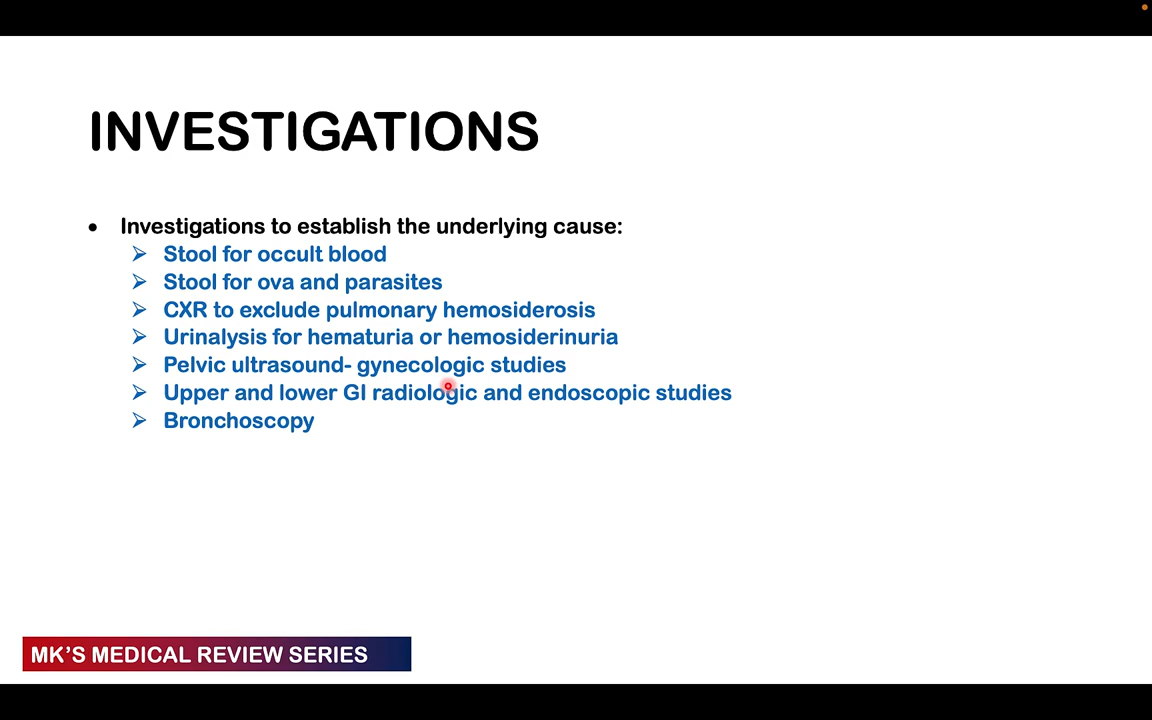 INVESTIGATIONS
• Investigations to establish the underlying cause:
➢ Stool for occult blood
➢ Stool for ova and parasites
➢ CXR to exclude pulmonary hemosiderosis
➢ Urinalysis for hematuria or hemosiderinuria
➢ Pelvic ultrasound- gynecologic studies
➢ Upper and lower GI radiologic and endoscopic studies
➢ Bronchoscopy
MK'S MEDICAL REVIEW SERIES